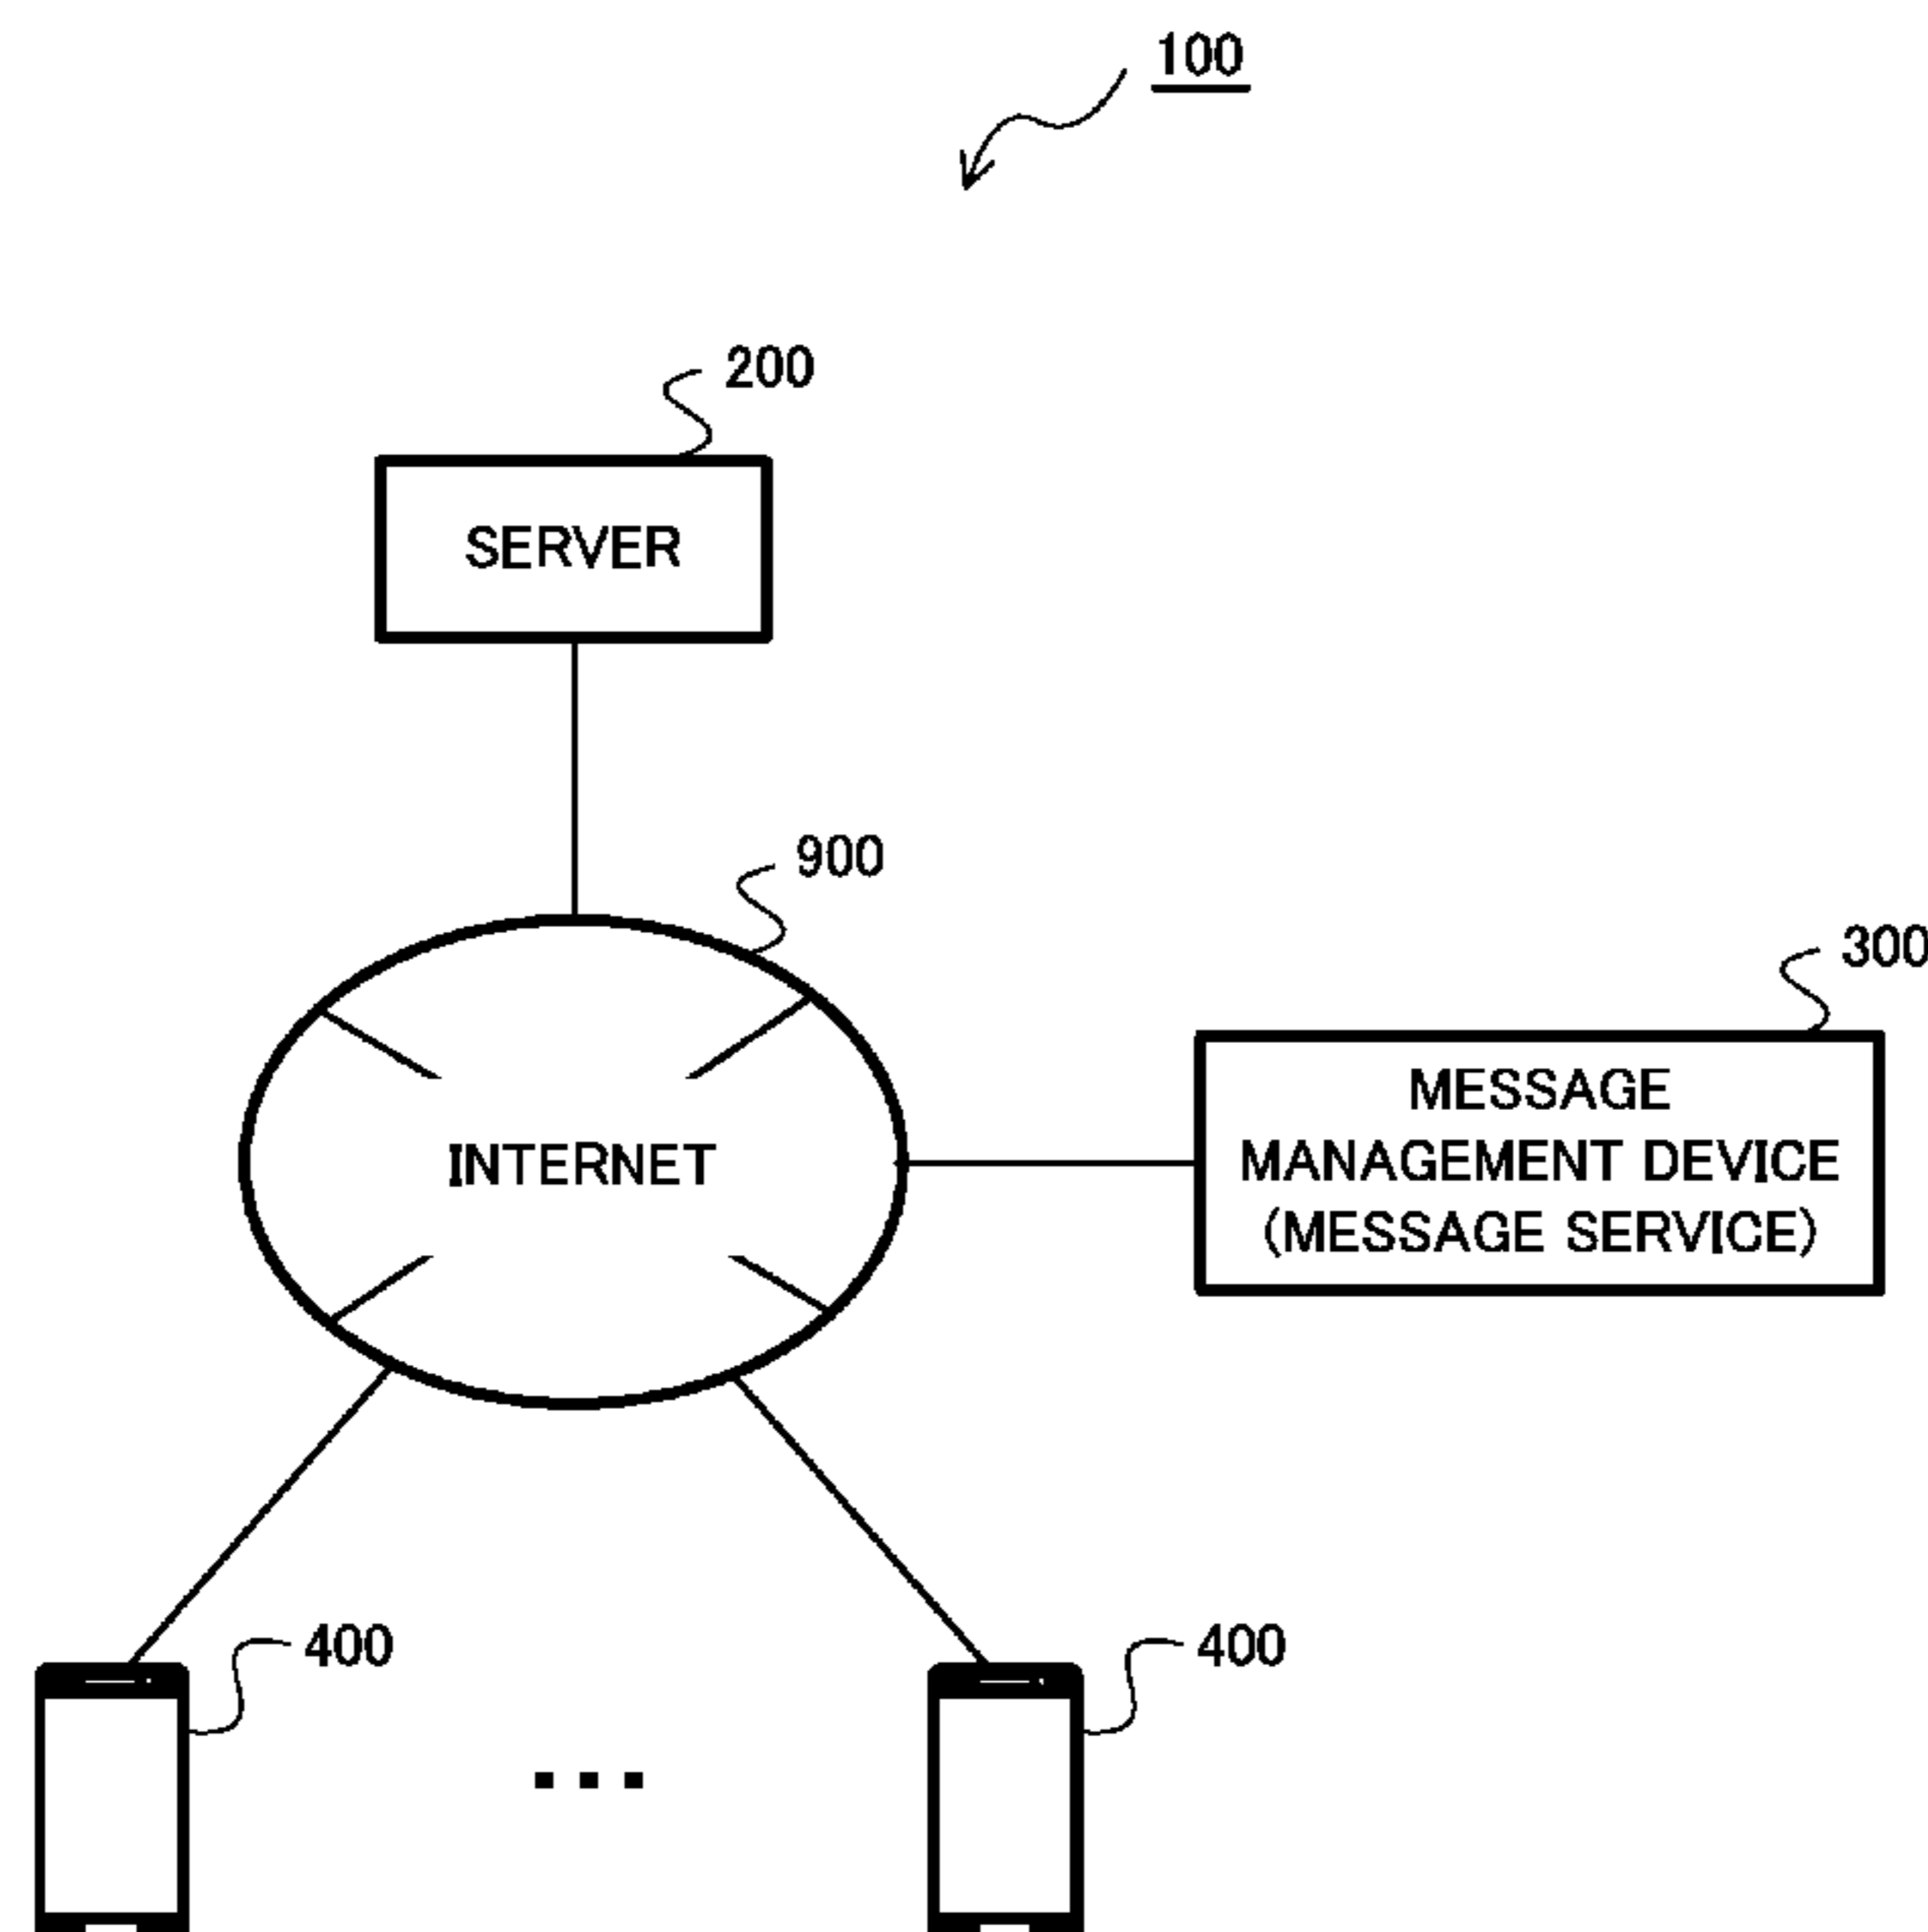 100
200
SERVER
900
300
MESSAGE
MANAGEMENT DEVICE
(MESSAGE SERVICE)
INTERNET
400
400